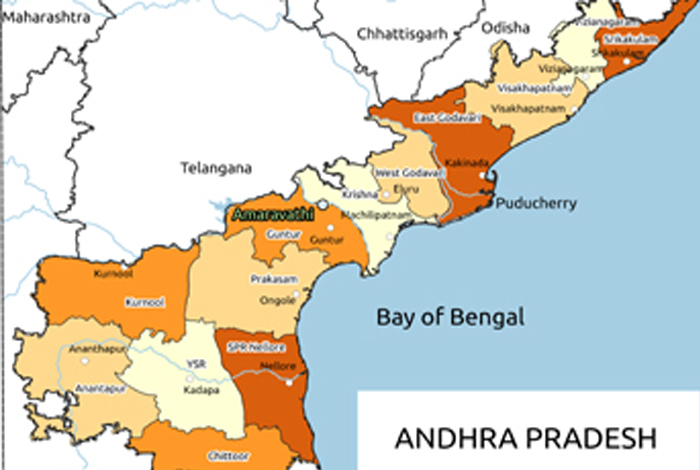 Maharashtra
Chhattisgarh
Odisha
Vizianagaram
Srikakulam
Srikakulam
Vizianagaram
Visakhapatnam
Visakhapatnam
East Godavari
Telangana
Kakinada
West Godavari
Eluru
Krishna
Puducherry
Amaravathi
Machilipatnam
Guntur
Guntur
Kurnool
Prakasam
Kurnool
Ongole
Bay of Bengal
Ananthapur
SPR Nellore
YSR
Nellore
Anantapur
Kadapa
ANDHRA PRADESH
Chittoor